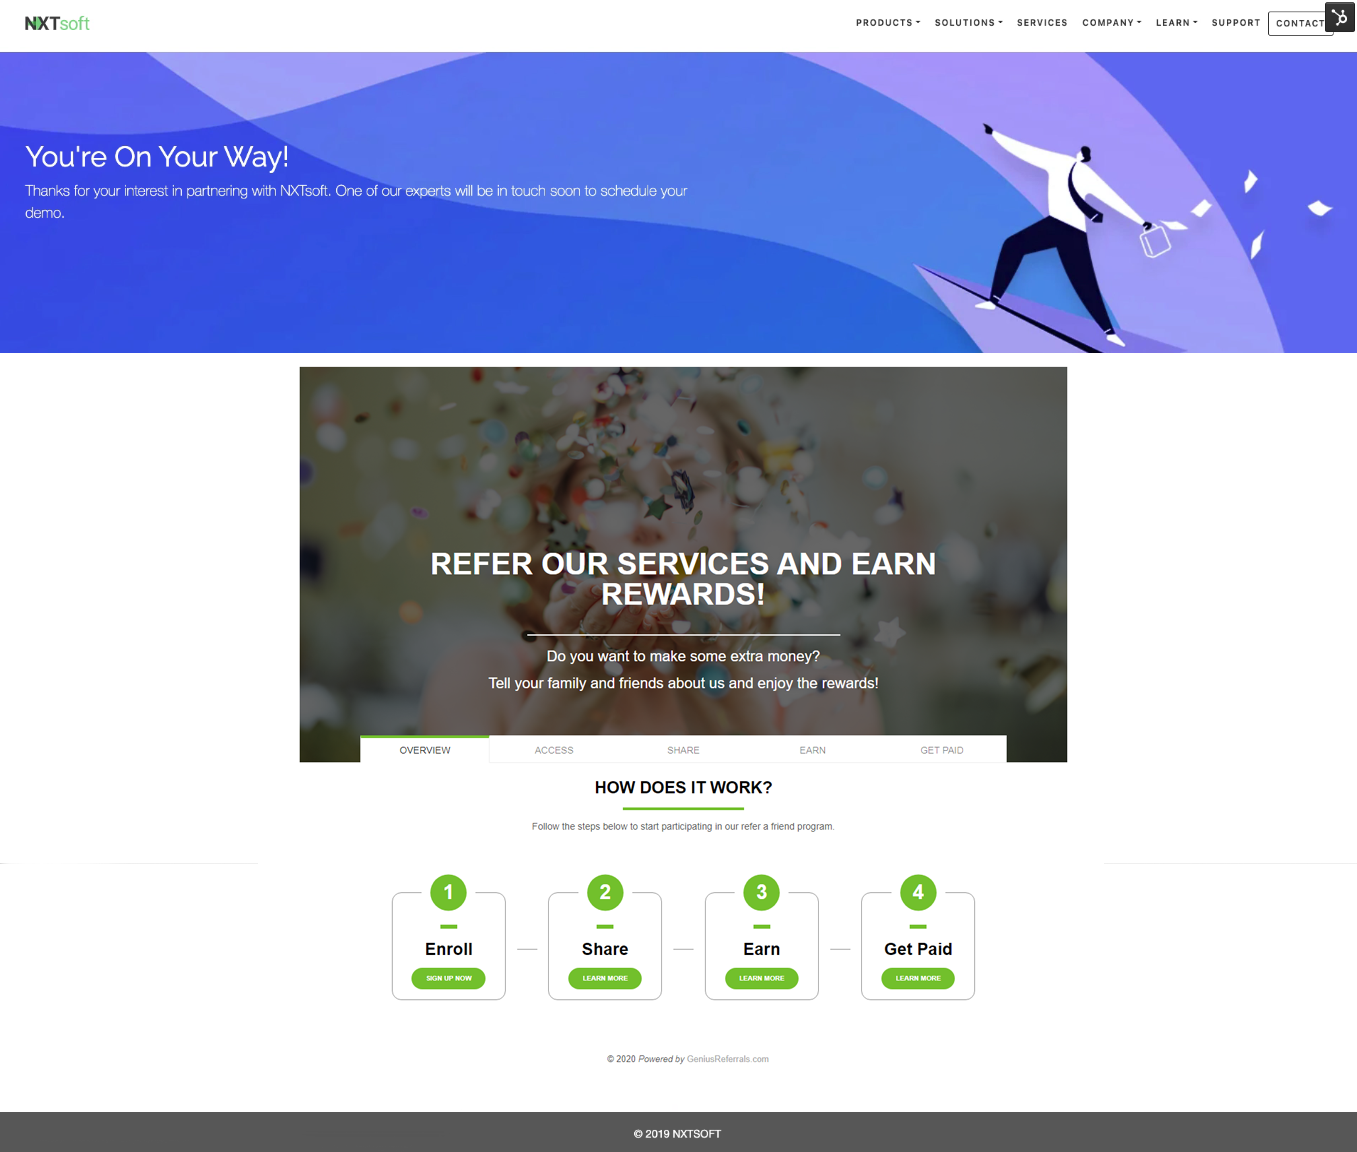 NXTsoft
PRODUCTS SOLUTIONS SERVICES COMPANY LEARN SUPPORT CONTACT
You're On Your Way!
Thanks for your interest in partnering with NXTsoft. One of our experts will be in touch soon to schedule your
demo.
REFER OUR SERVICES AND EARN
REWARDS!
Do you want to make some extra money?
Tell your family and friends about us and enjoy the rewards!
OVERVIEW ACCESS SHARE EARN GET PAID
HOW DOES IT WORK?
Follow the steps below to start participating in our refer a friend program.
1 2 3 4
Enroll Share Earn Get Paid
SIGN UP NOW LEARN MORE LEARN MORE LEARN MORE
© 2020 Powered by GeniusReferrals.com
© 2019 NXTSOFT